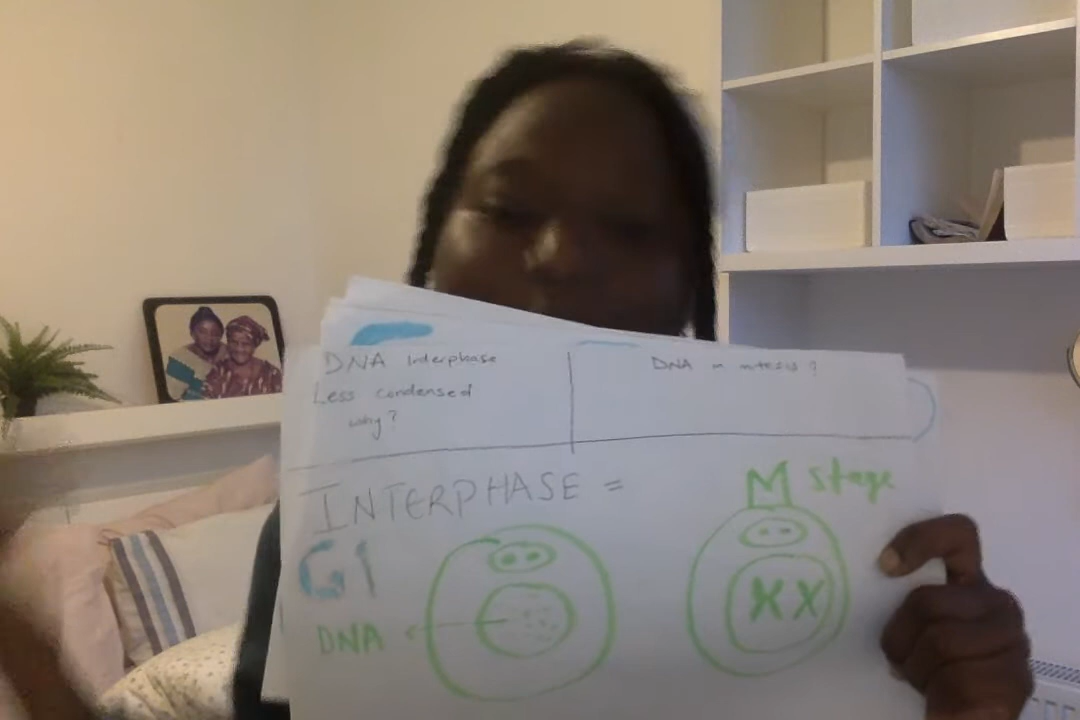 DNA Interphase
Less condensed
why?
DNA in mitosis ?
INTERPHASE =
M stage
G1
DNA
XX